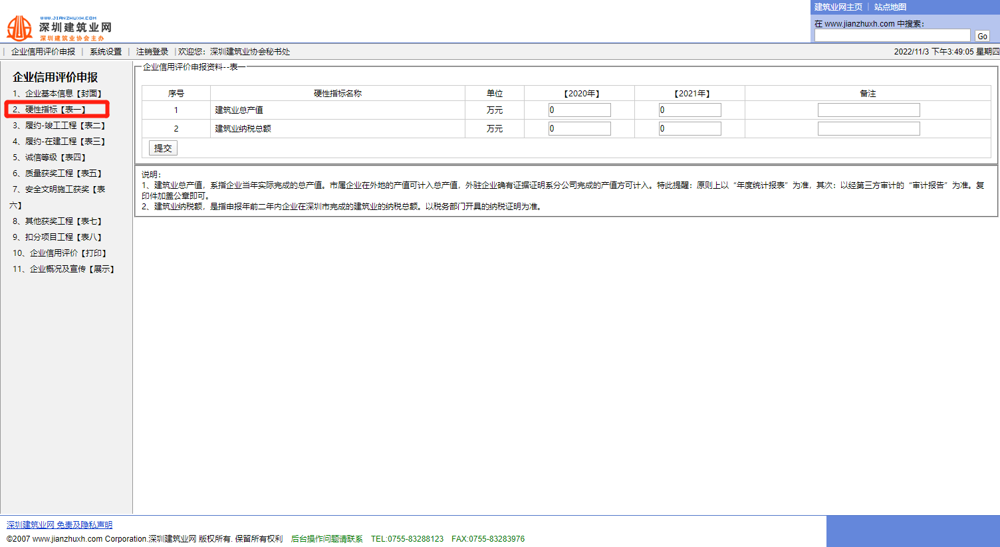 建筑业网主页 | 站点地图
WWW.JIANZHUXH.COM
深圳建筑业网
深圳建筑业协会主办
在 www.jianzhuxh.com 中搜索：
Go
| 企业信用评价申报 | 系统设置 | 注销登录 | 欢迎您：深圳建筑业协会秘书处
2022/11/3 下午3:49:05 星期四
企业信用评价申报
1、企业基本信息【封面】
2、硬性指标【表一】
3、履约-竣工工程【表二】
4、履约-在建工程【表三】
5、诚信等级【表四】
6、质量获奖工程【表五】
7、安全文明施工获奖【表
六】
8、其他获奖工程【表七】
9、扣分项目工程【表八】
10、企业信用评价【打印】
11、企业概况及宣传【展示】
企业信用评价申报资料--表一
序号 硬性指标名称 单位 【2020年】 【2021年】 备注
1 建筑业总产值 万元 0 0
2 建筑业纳税总额 万元 0 0
提交
说明：
1、建筑业总产值，系指企业当年实际完成的总产值。市属企业在外地的产值可计入总产值，外驻企业确有证据证明系分公司完成的产值方可计入。特此提醒：原则上以“年度统计报表”为准，其次：以经第三方审计的“审计报告”为准。复
印件加盖公章即可。
2、建筑业纳税额，是指申报年前二年内企业在深圳市完成的建筑业的纳税总额。以税务部门开具的纳税证明为准。
深圳建筑业网 免责及隐私声明
©2007 www.jianzhuxh.com Corporation.深圳建筑业网 版权所有. 保留所有权利 后台操作问题请联系 TEL:0755-83288123 FAX:0755-83283976